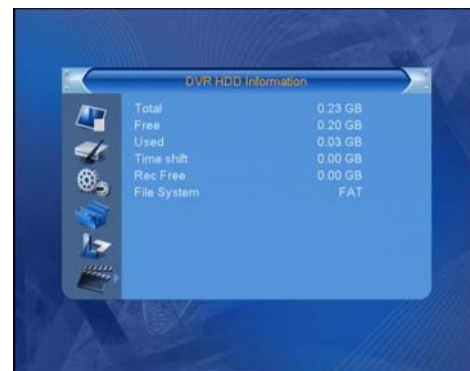 DVR HDD Information
Total 0.23 GB
Free 0.20 GB
Used 0.03 GB
Time shift 0.00 GB
Rec Free 0.00 GB
File System FAT